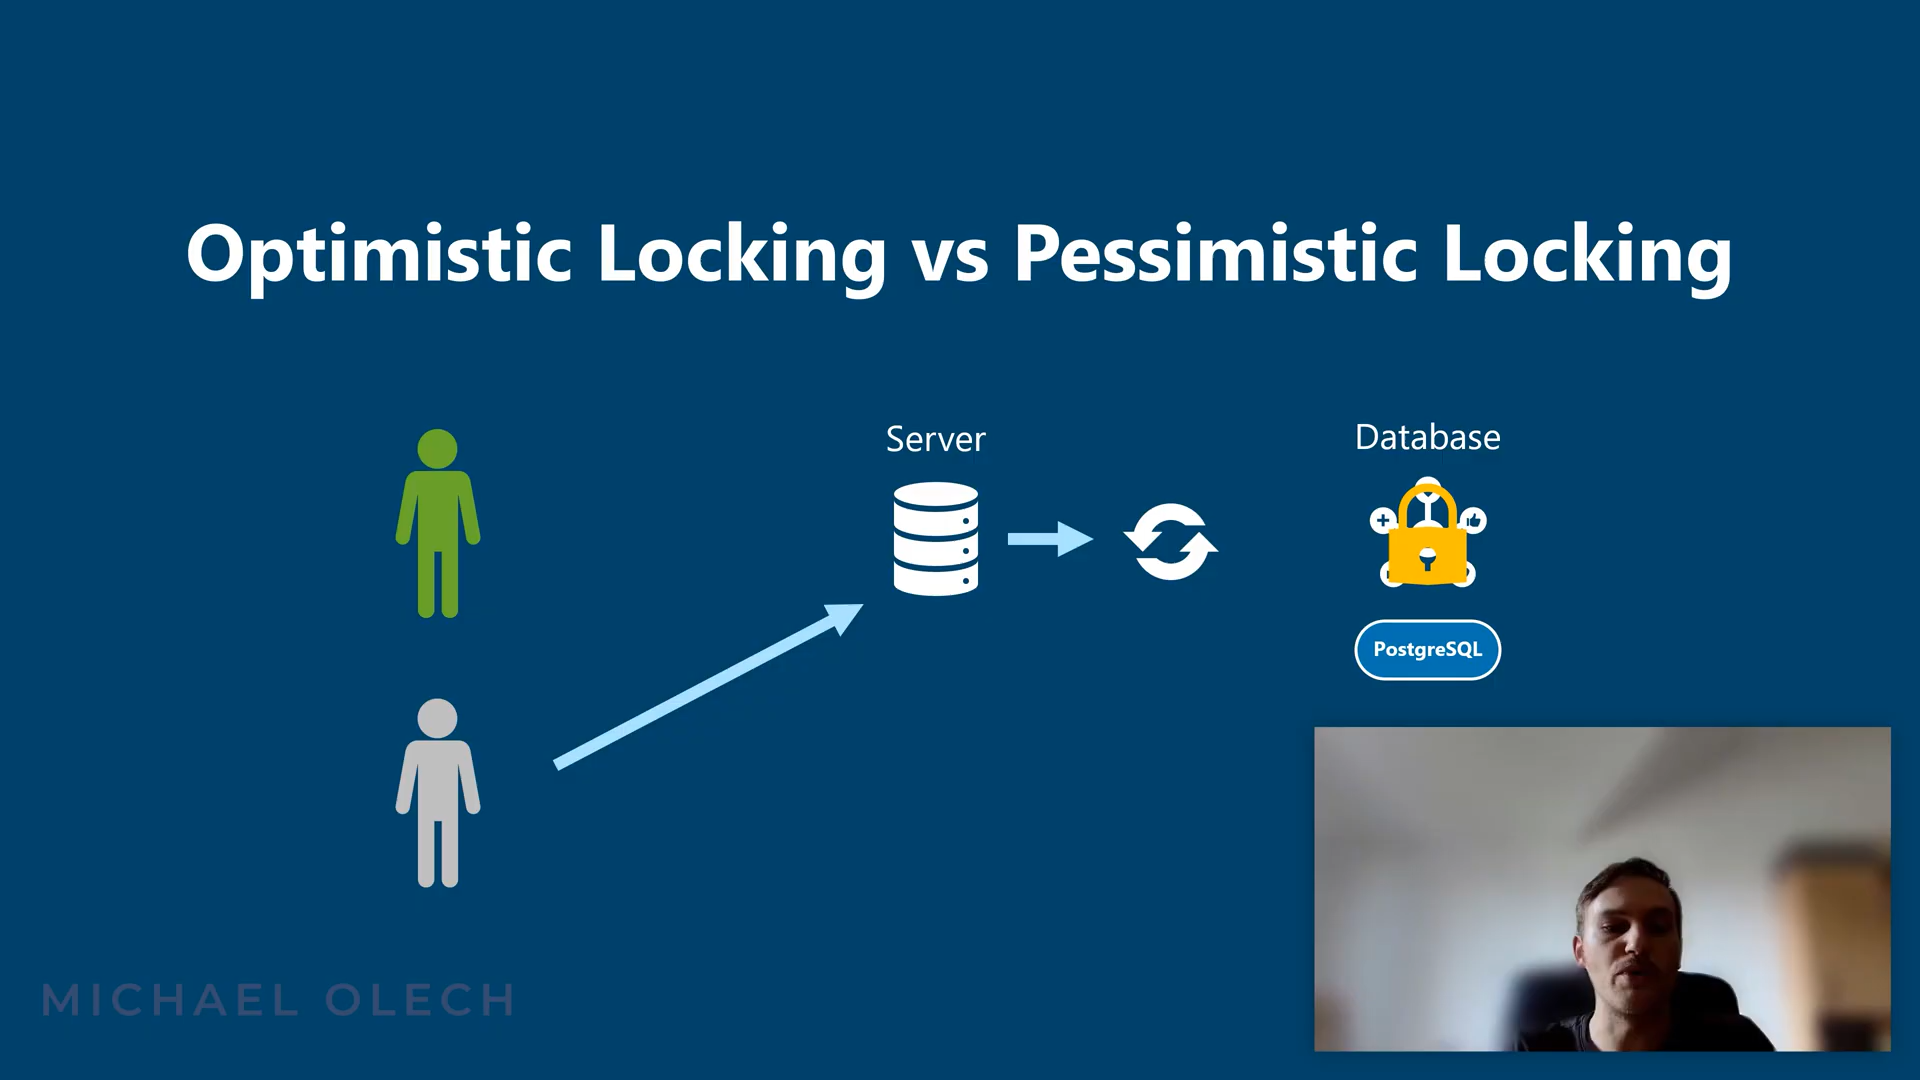 Optimistic Locking vs Pessimistic Locking
Server
Database
PostgreSQL
MICHAEL OLECH